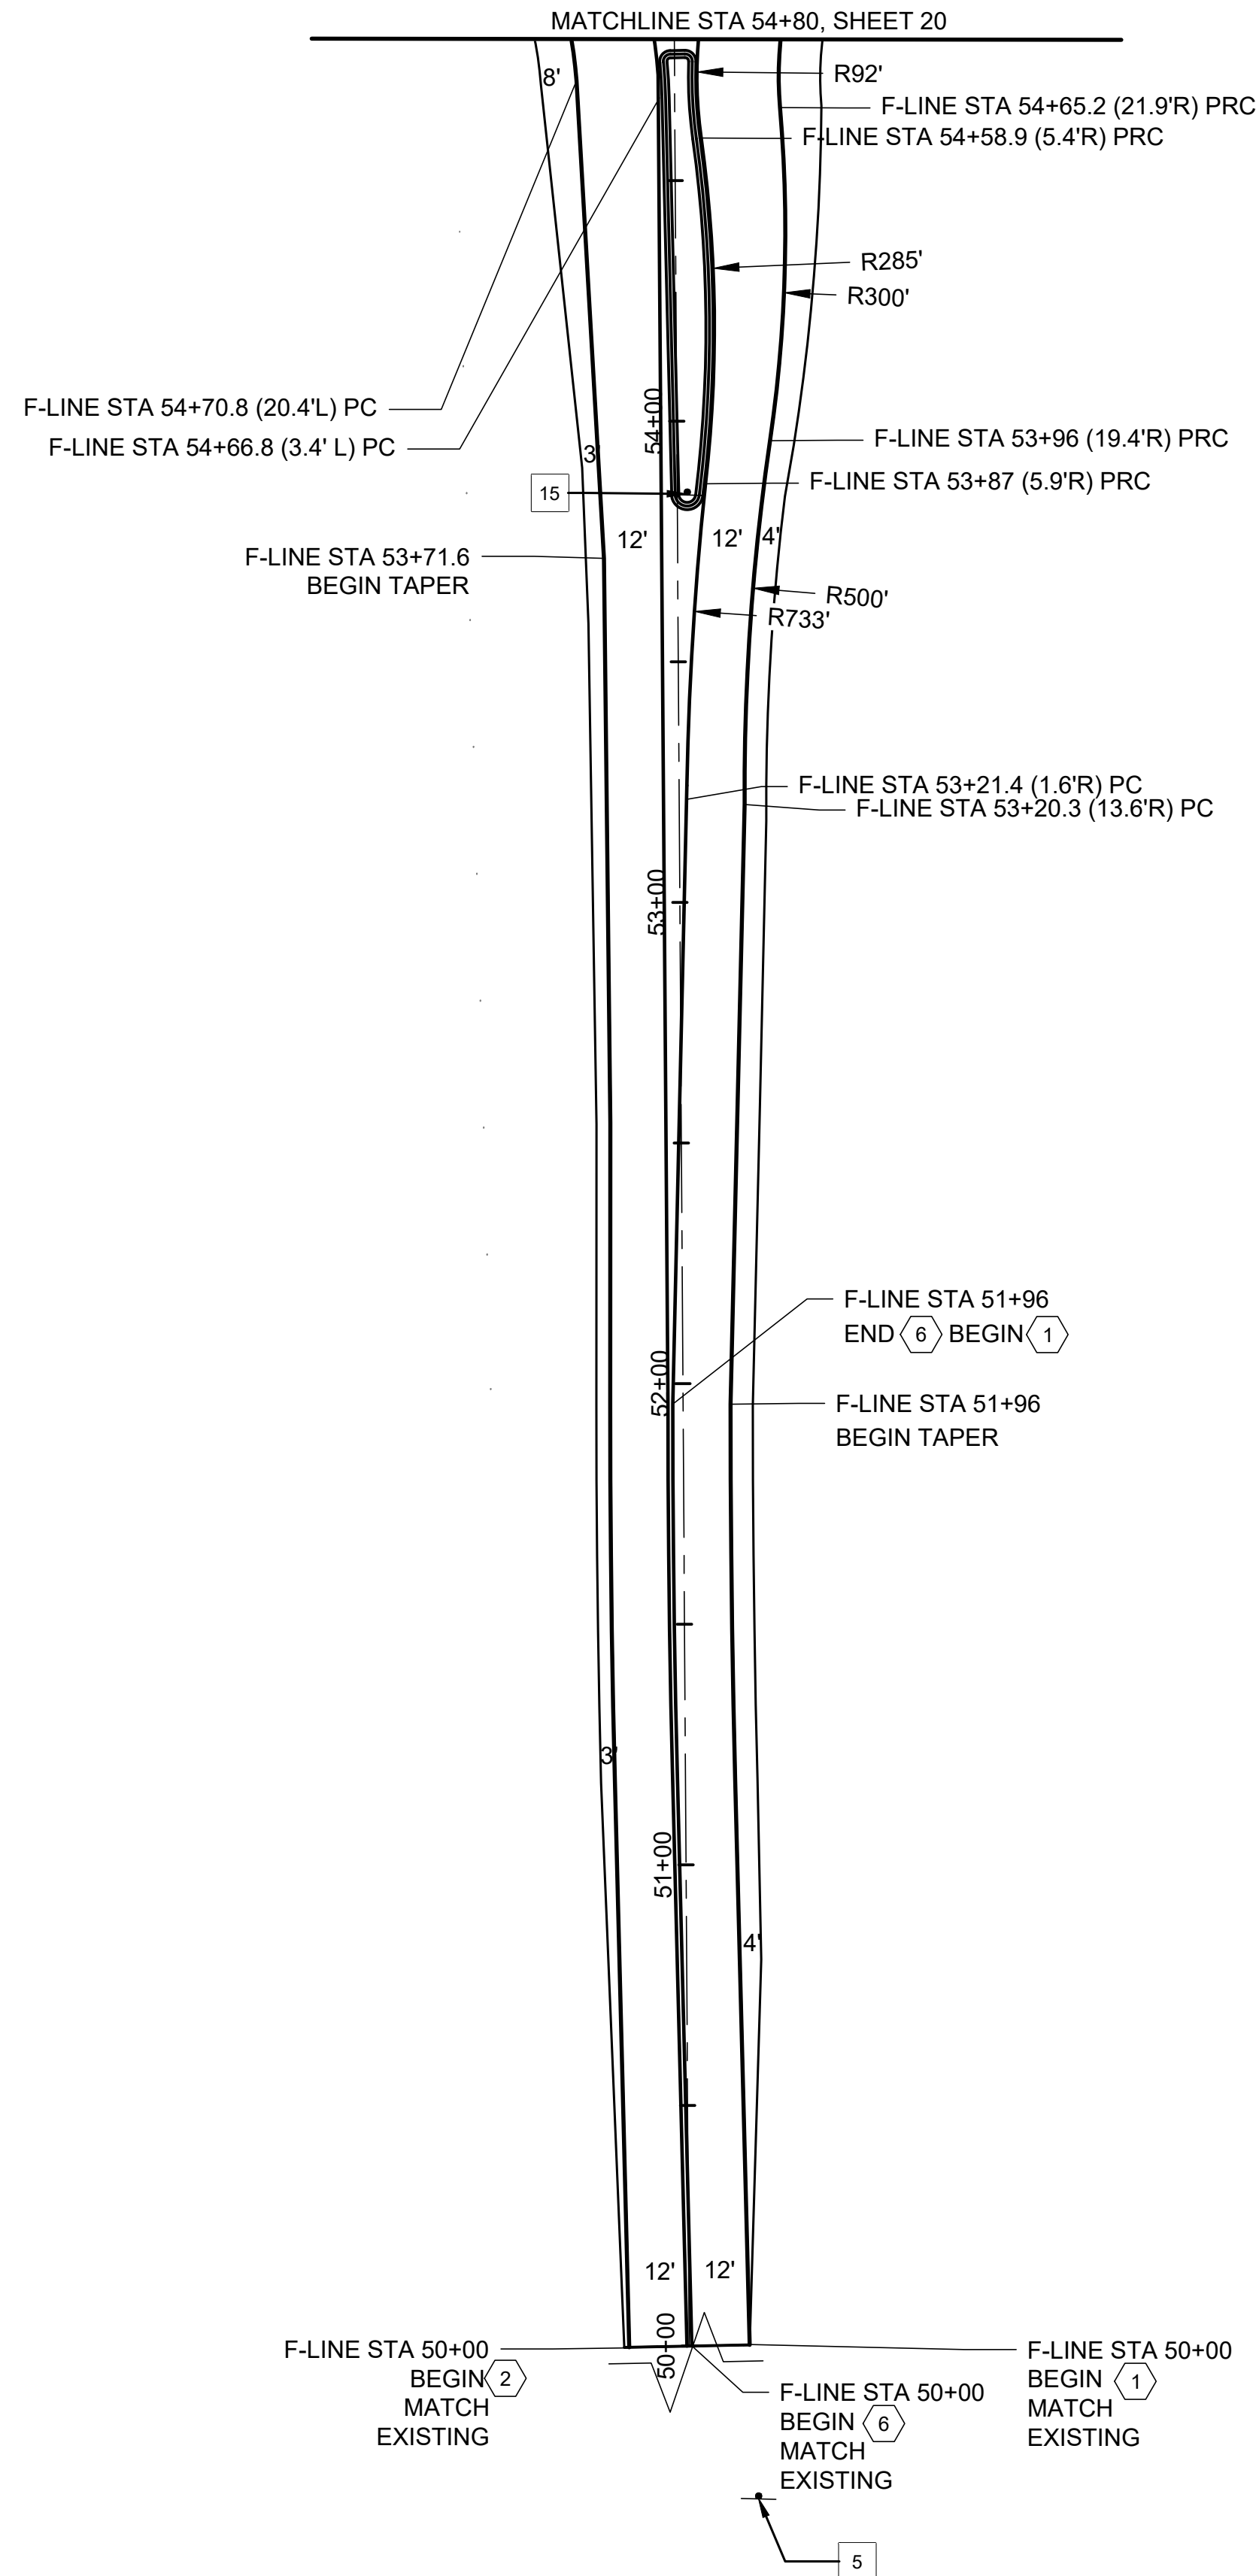 MATCHLINE STA 54+80, SHEET 20
8'
R92'
F-LINE STA 54+65.2 (21.9'R) PRC
F-LINE STA 54+58.9 (5.4'R) PRC
R285'
R300'
F-LINE STA 54+70.8 (20.4'L) PC
F-LINE STA 54+66.8 (3.4' L) PC
54+00
3'
F-LINE STA 53+96 (19.4'R) PRC
F-LINE STA 53+87 (5.9'R) PRC
15
12'
12'
4'
F-LINE STA 53+71.6
BEGIN TAPER
R500'
R733'
F-LINE STA 53+21.4 (1.6'R) PC
F-LINE STA 53+20.3 (13.6'R) PC
53+00
F-LINE STA 51+96
END 6 BEGIN 1
52+00
F-LINE STA 51+96
BEGIN TAPER
3'
51+00
4'
12'
12'
50+00
F-LINE STA 50+00
BEGIN 2
MATCH
EXISTING
F-LINE STA 50+00
BEGIN 6
MATCH
EXISTING
F-LINE STA 50+00
BEGIN 1
MATCH
EXISTING
5